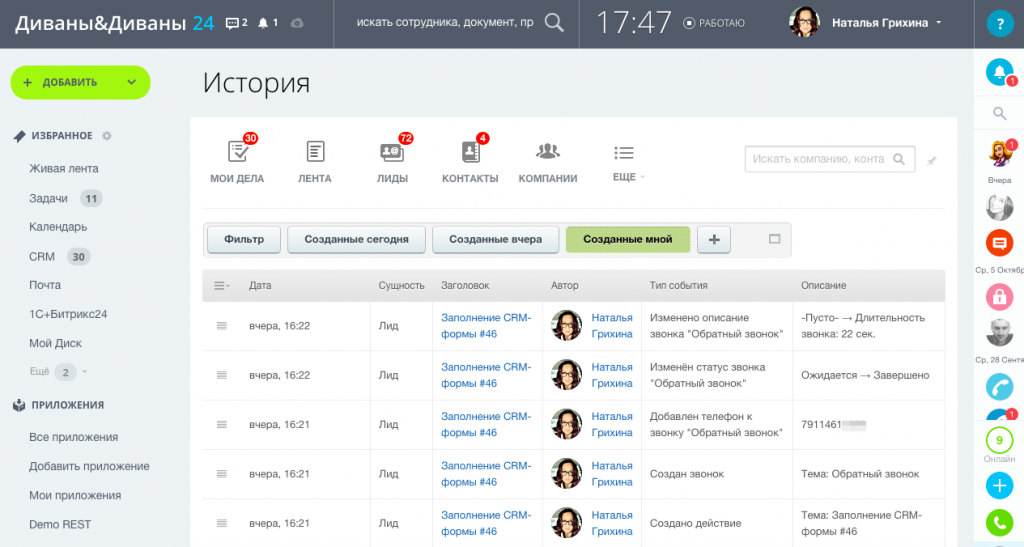 Диваны&Диваны 24
2
1
искать сотрудника, документ, пр
17:47
РАБОТАЮ
Наталья Грихина
?
+ ДОБАВИТЬ
История
1
ИЗБРАННОЕ
Живая лента
Задачи 11
Календарь
CRM 30
Почта
1С+Битрикс24
Мой Диск
Ещё 2
ПРИЛОЖЕНИЯ
Все приложения
Добавить приложение
Мои приложения
Demo REST
30
72
4
МОИ ДЕЛА
ЛЕНТА
ЛИДЫ
КОНТАКТЫ
КОМПАНИИ
ЕЩЕ
Искать компанию, конта
Фильтр
Созданные сегодня
Созданные вчера
Созданные мной
+
Дата
Сущность
Заголовок
Автор
Тип события
Описание
вчера, 16:22
Лид
Заполнение CRM-
формы #46
Наталья
Грихина
Изменено описание
звонка "Обратный звонок"
-Пусто- → Длительность
звонка: 22 сек.
вчера, 16:22
Лид
Заполнение CRM-
формы #46
Наталья
Грихина
Изменён статус звонка
"Обратный звонок"
Ожидается → Завершено
вчера, 16:21
Лид
Заполнение CRM-
формы #46
Наталья
Грихина
Добавлен телефон к
звонку "Обратный звонок"
7911461
вчера, 16:21
Лид
Заполнение CRM-
формы #46
Наталья
Грихина
Создан звонок
Тема: Обратный звонок
вчера, 16:21
Лид
Заполнение CRM-
формы #46
Наталья
Грихина
Создано действие
Тема: Заполнение CRM-
формы #46
1
Вчера
Ср, 5 Октябр
Ср, 28 Сентя
1
9
Онлайн